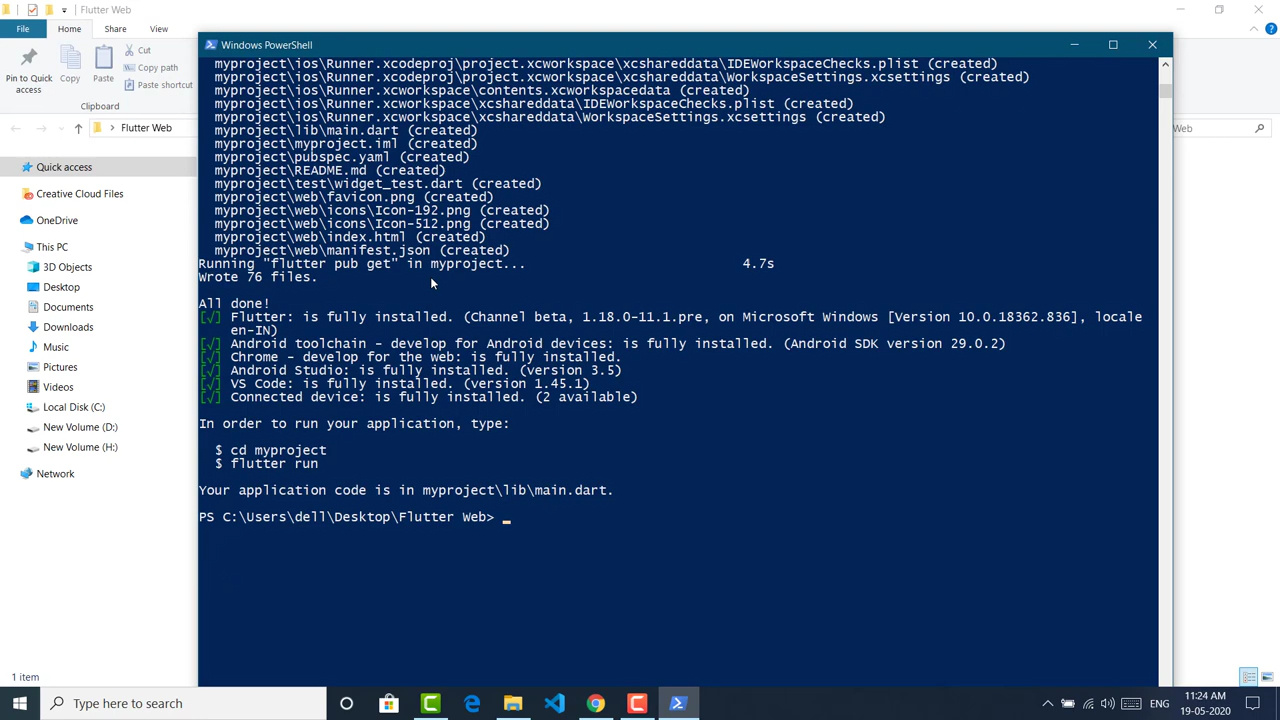 Flutter Web
File Home Share View
Pin to Quick access
Copy
Paste
Cut
Copy path
Paste shortcut
Clipboard
Flutter Web
Web
Quick access
Creative Cloud Files
OneDrive
This PC
3D Objects
Desktop
Documents
Downloads
Music
Pictures
Videos
Local Disk (C:)
New Volume (D:)
New Volume (H:)
Network
1 item
Windows PowerShell
myproject\ios\Runner.xcodeproj\project.xcworkspace\xcshareddata\IDEWorkspaceChecks.plist (created)
myproject\ios\Runner.xcodeproj\project.xcworkspace\xcshareddata\WorkspaceSettings.xcsettings (created)
myproject\ios\Runner.xcworkspace\contents.xcworkspacedata (created)
myproject\ios\Runner.xcworkspace\xcshareddata\IDEWorkspaceChecks.plist (created)
myproject\ios\Runner.xcworkspace\xcshareddata\WorkspaceSettings.xcsettings (created)
myproject\lib\main.dart (created)
myproject\myproject.iml (created)
myproject\pubspec.yaml (created)
myproject\README.md (created)
myproject\test\widget_test.dart (created)
myproject\web\favicon.png (created)
myproject\web\icons\Icon-192.png (created)
myproject\web\icons\Icon-512.png (created)
myproject\web\index.html (created)
myproject\web\manifest.json (created)
Running "flutter pub get" in myproject... 4.7s
Wrote 76 files.
All done!
[√] Flutter: is fully installed. (Channel beta, 1.18.0-11.1.pre, on Microsoft Windows [Version 10.0.18362.836], locale
en-IN)
[√] Android toolchain - develop for Android devices: is fully installed. (Android SDK version 29.0.2)
[√] Chrome - develop for the web: is fully installed.
[√] Android Studio: is fully installed. (version 3.5)
[√] VS Code: is fully installed. (version 1.45.1)
[√] Connected device: is fully installed. (2 available)
In order to run your application, type:
$ cd myproject
$ flutter run
Your application code is in myproject\lib\main.dart.
PS C:\Users\dell\Desktop\Flutter Web> _
Type here to search
ENG
11:24 AM
19-05-2020